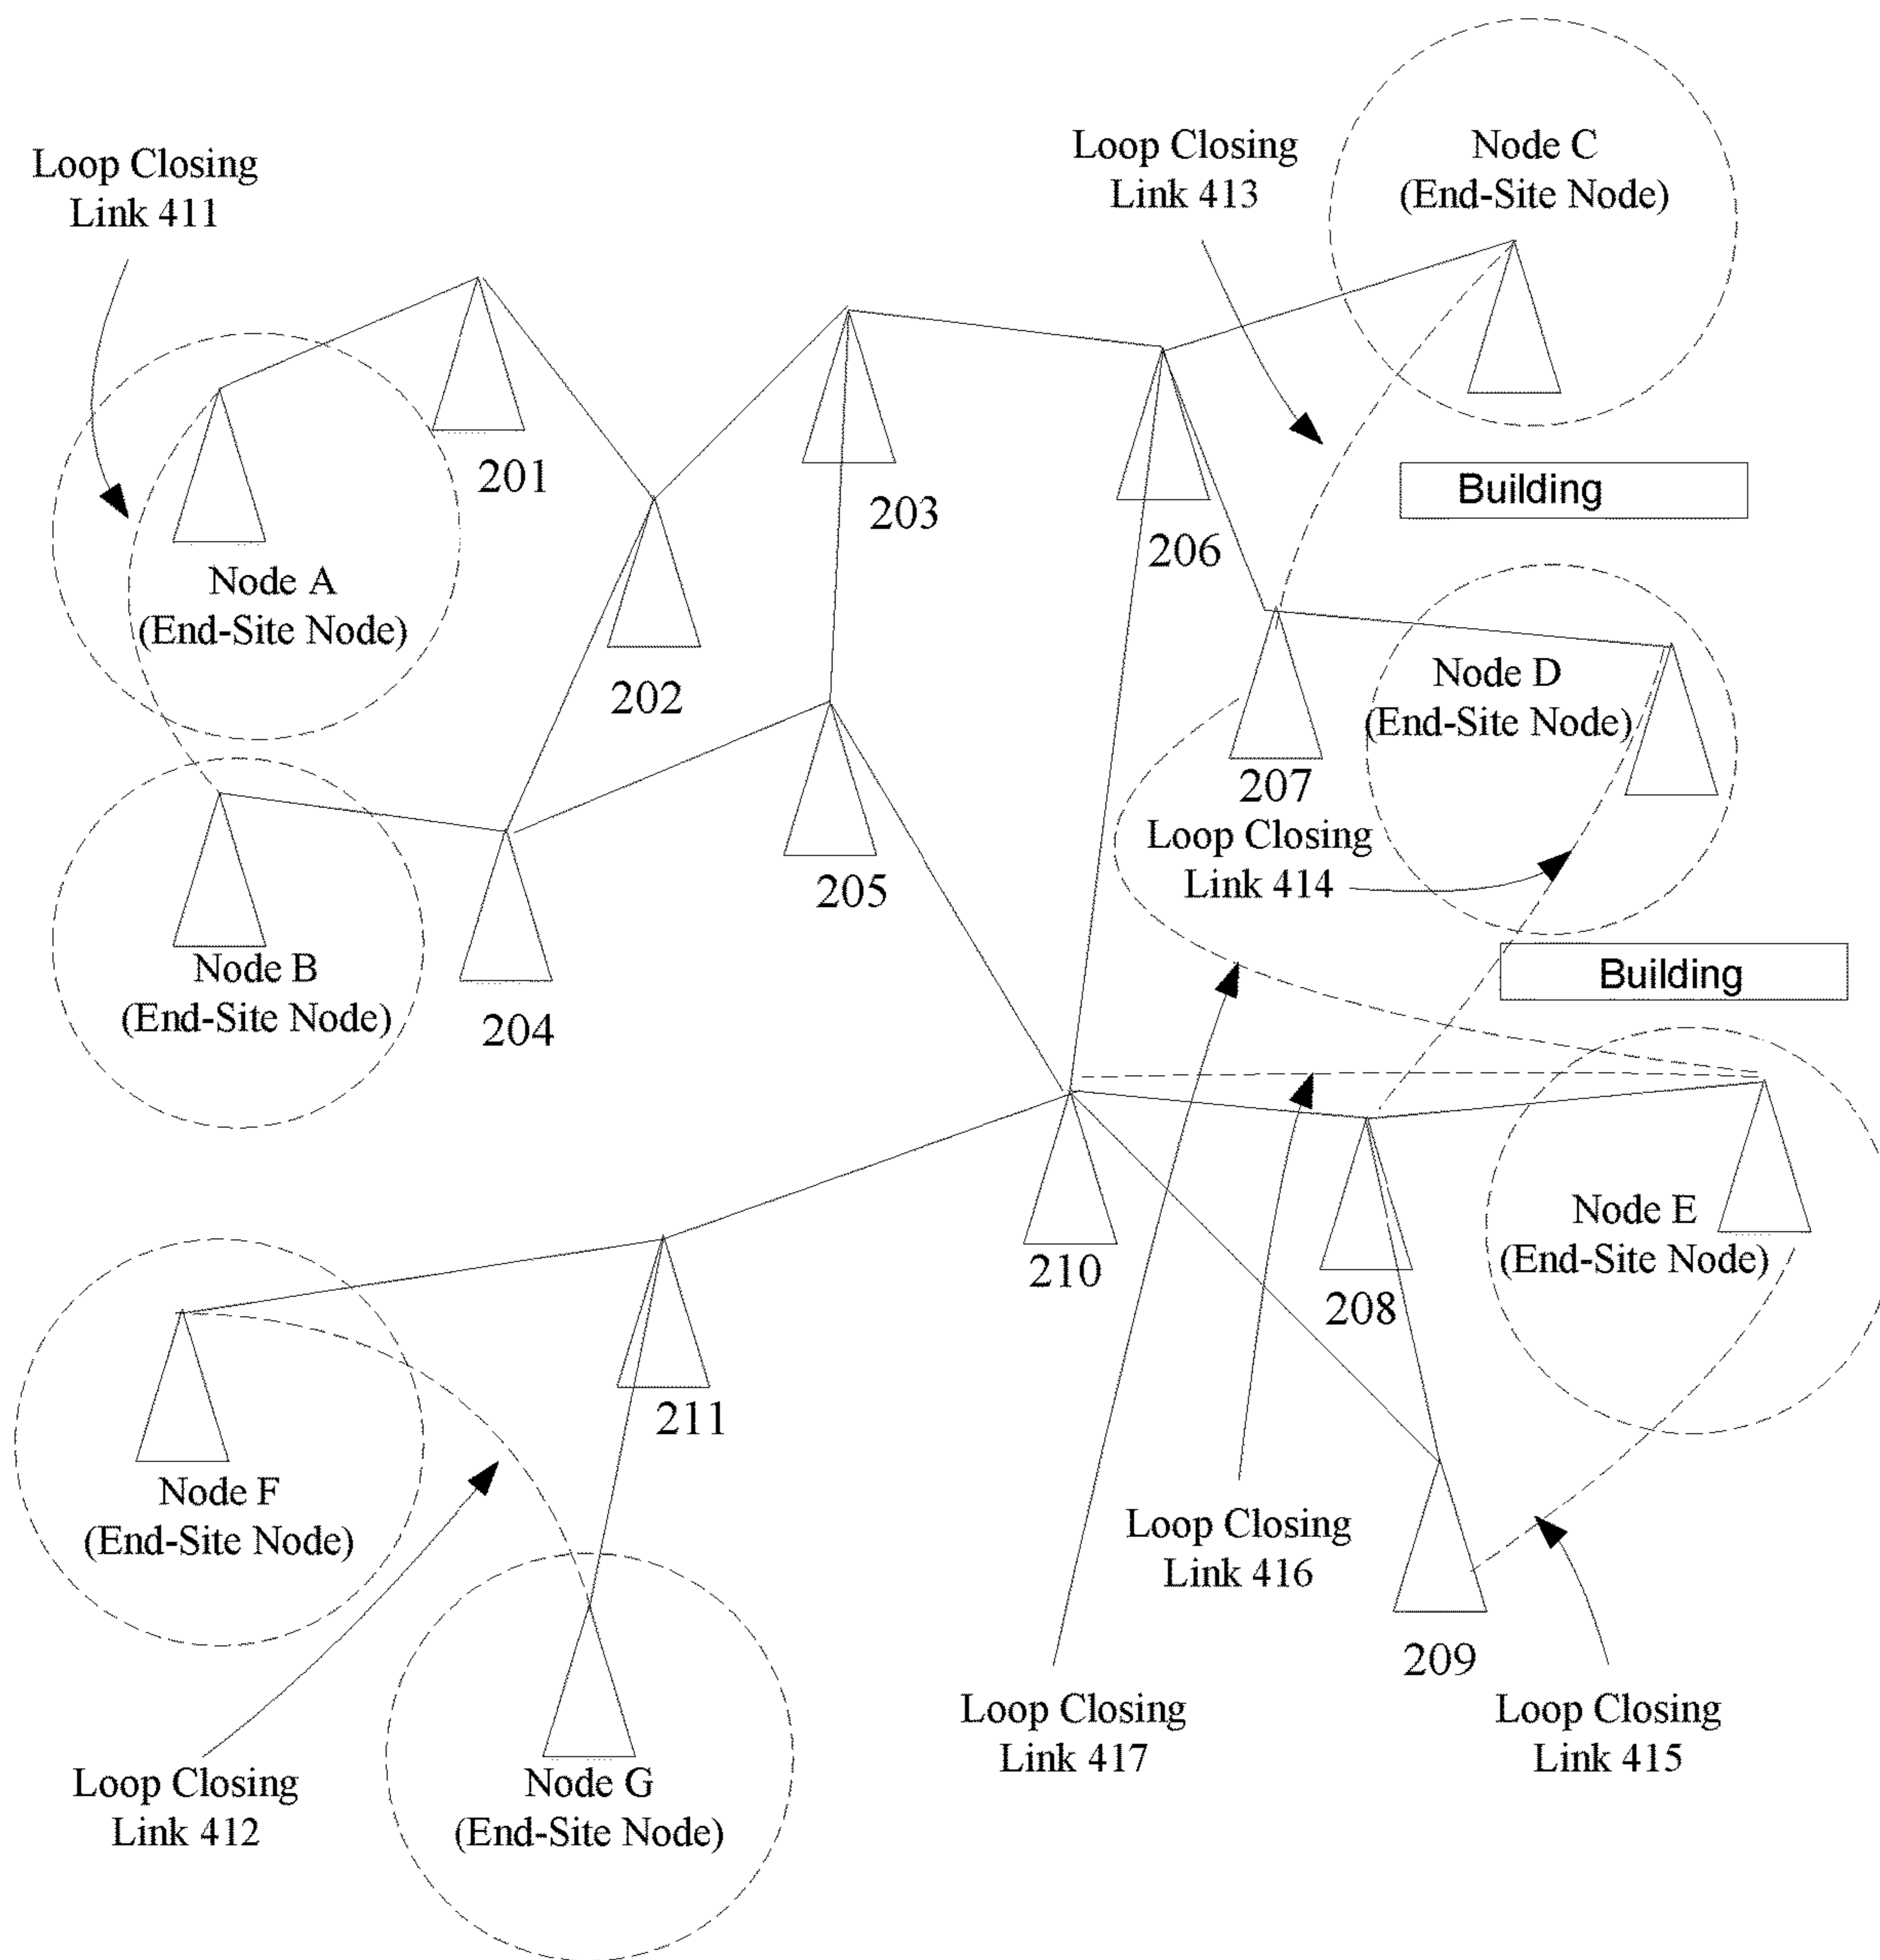 Loop Closing
Link 411
Loop Closing
Link 413
Node C
(End-Site Node)
201
203
206
Building
Node A
(End-Site Node)
202
Node D
(End-Site Node)
207
Loop Closing
Link 414
205
Node B
(End-Site Node)
204
Building
Node E
(End-Site Node)
210
208
211
Node F
(End-Site Node)
Loop Closing
Link 416
209
Loop Closing
Link 417
Loop Closing
Link 415
Loop Closing
Link 412
Node G
(End-Site Node)